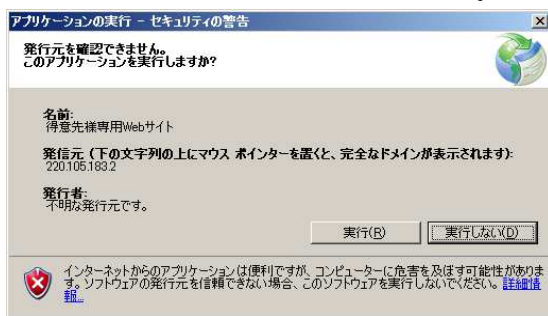 アプリケーションの実行 - セキュリティの警告
発行元を確認できません。
このアプリケーションを実行しますか?
名前:
得意先様専用Webサイト
発信元 (下の文字列の上にマウス ポインターを置くと、完全なドメインが表示されます):
220.105.183.2
発行者:
不明な発行元です。
実行(R)
実行しない(D)
インターネットからのアプリケーションは便利ですが、コンピューターに危害を及ぼす可能性がありま
す。ソフトウェアの発行元を信頼できない場合、このソフトウェアを実行しないでください。詳細情
報...